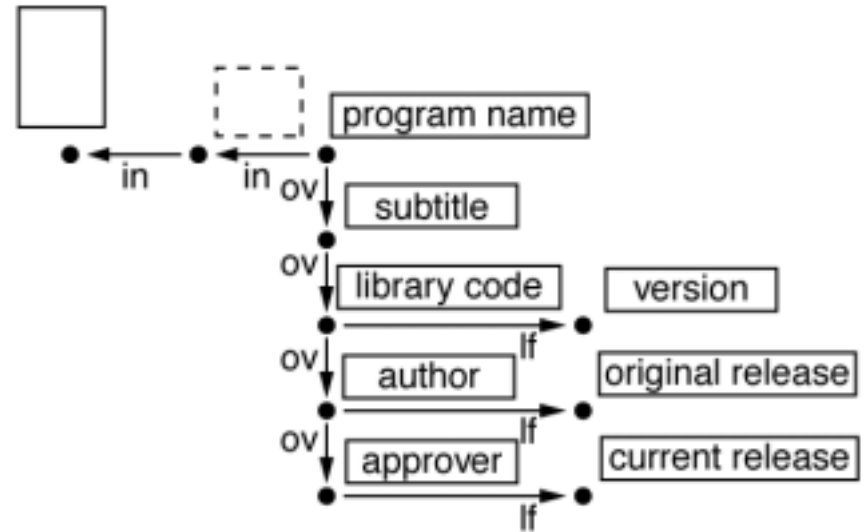 program name
in in
ov subtitle
ov library code version
lf
ov author original release
lf
ov approver current release
lf